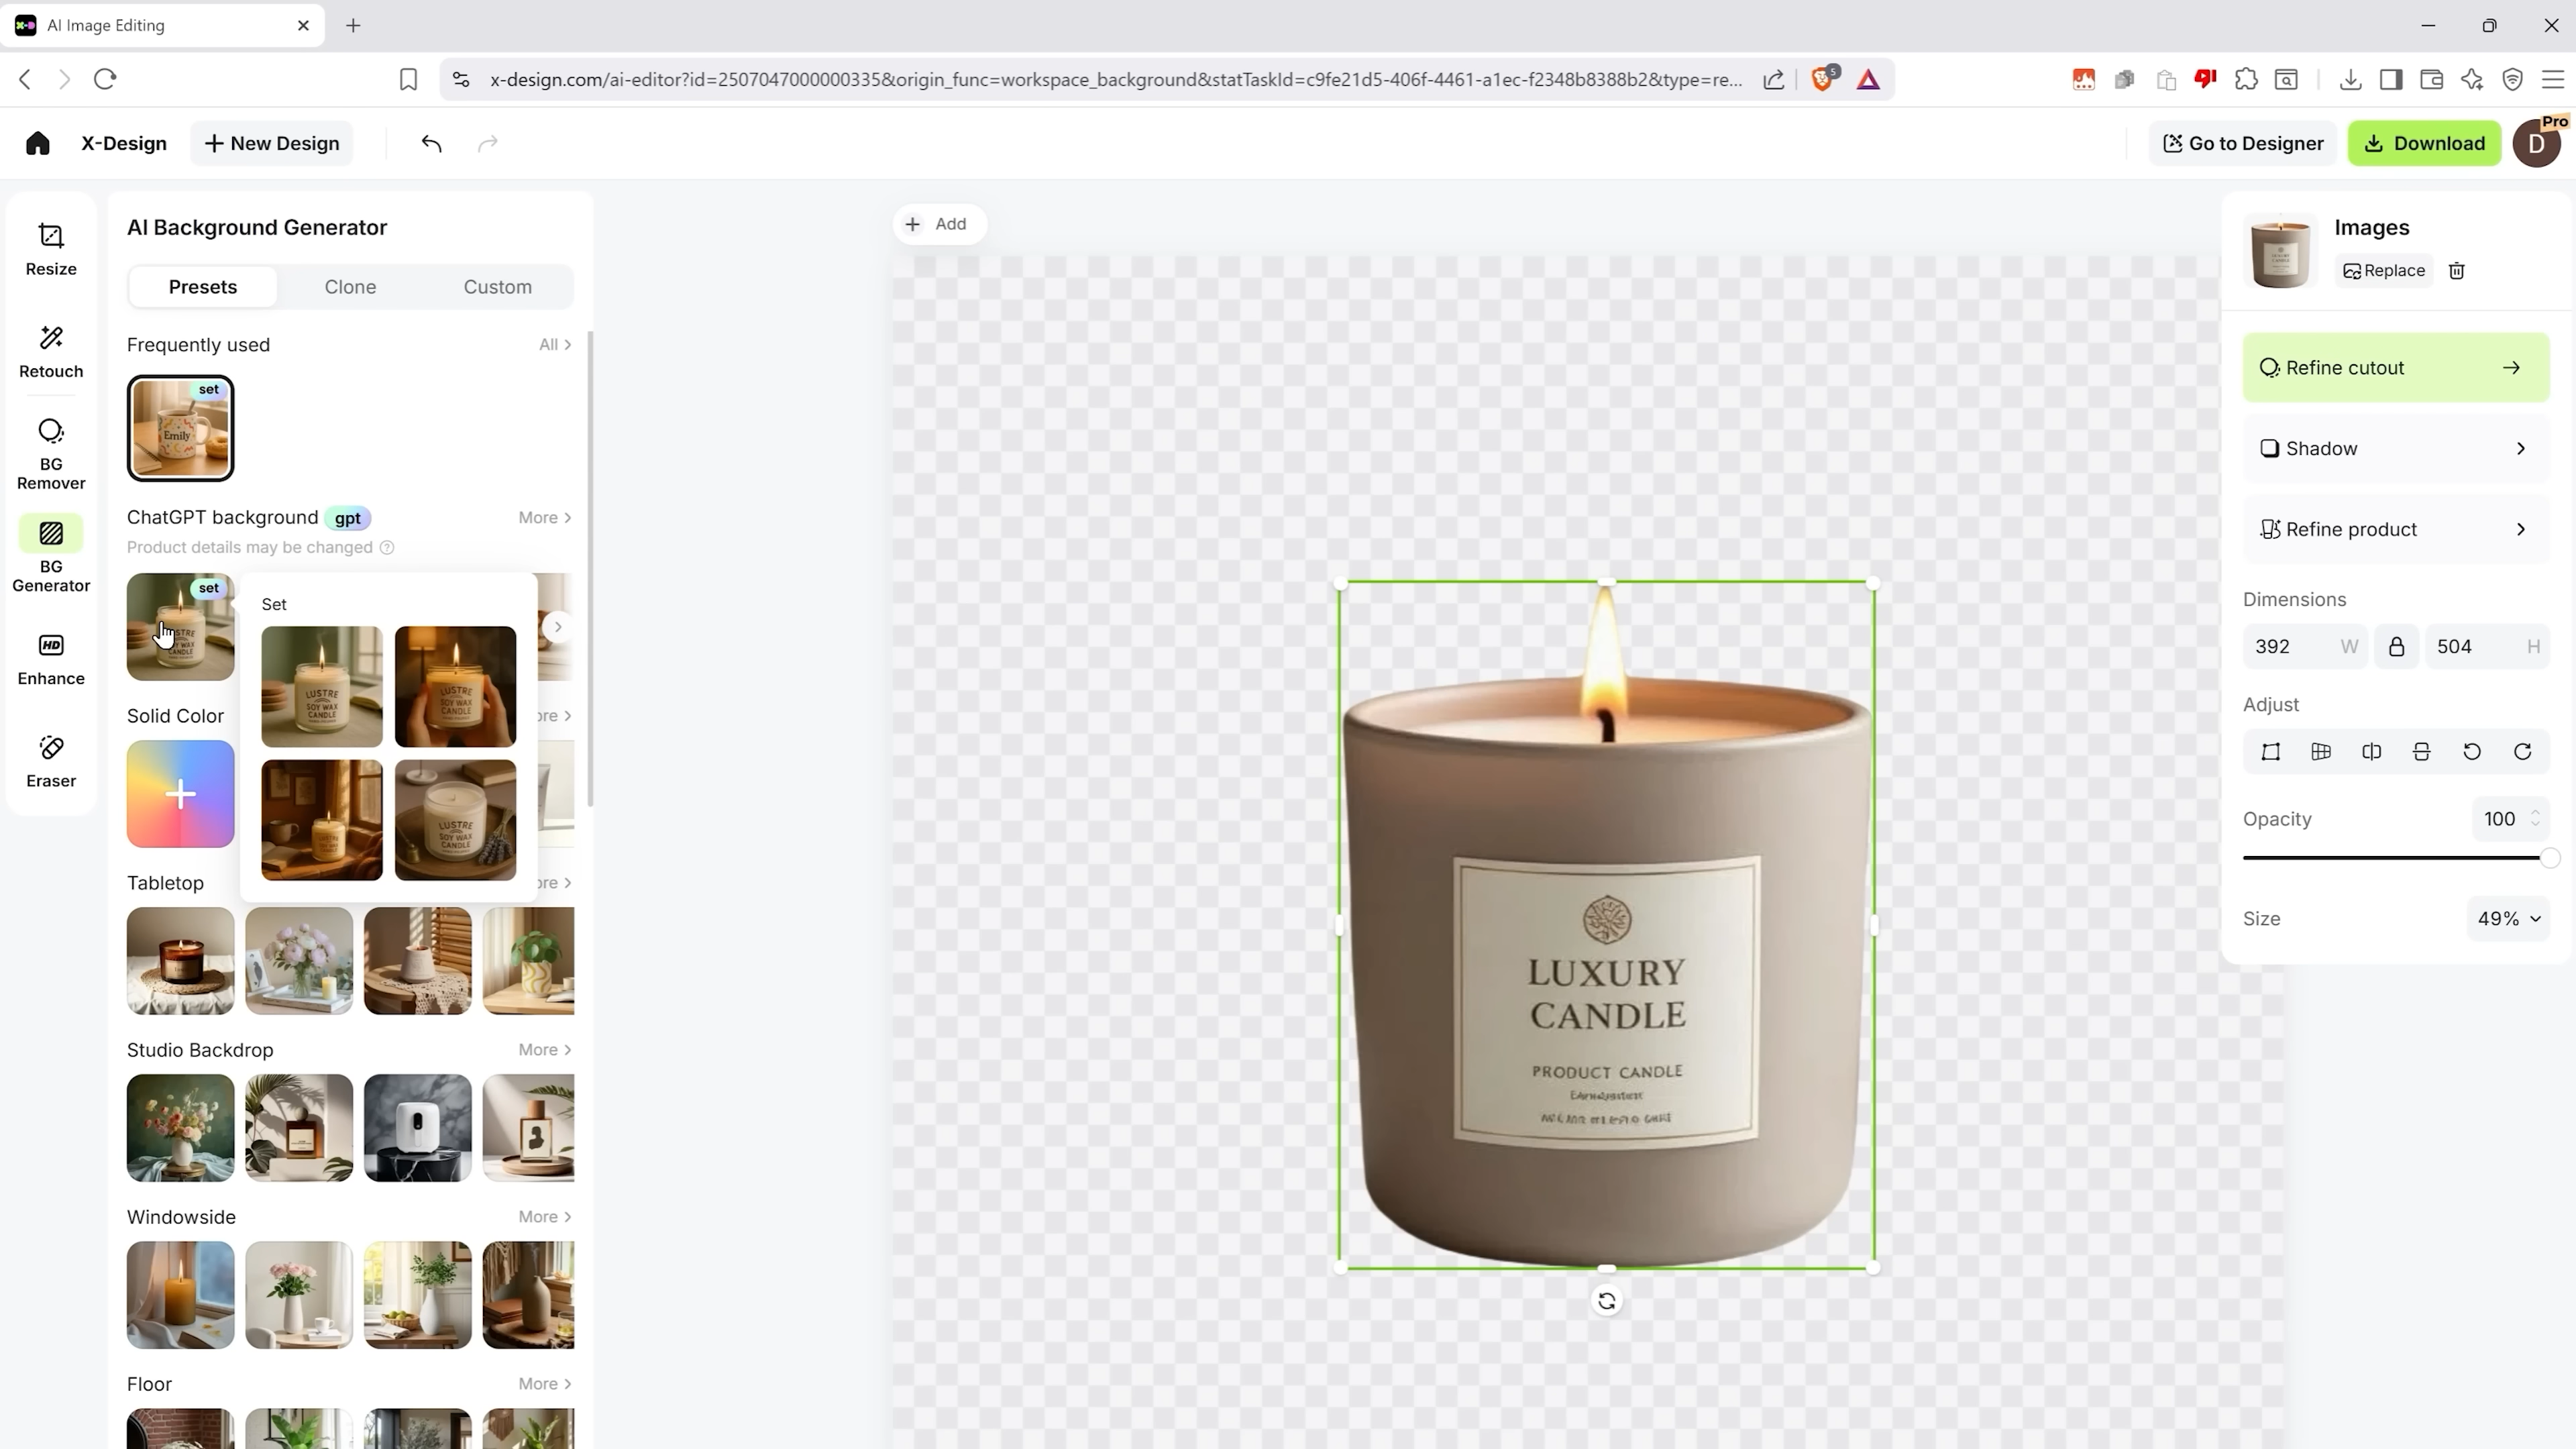 AI Image Editing
x-design.com/ai-editor?id=2507047000000335&origin_func=workspace_background&statTaskId=c9fe21d5-406f-4461-a1ec-f2348b8388b2&type=re...
5
X-Design
New Design
Go to Designer
Download
Pro
D
Resize
Retouch
BG
Remover
BG
Generator
HD
Enhance
Eraser
AI Background Generator
Presets Clone Custom
Frequently used All
set
Emily
ChatGPT background gpt More
Product details may be changed ?
set
Set
LUSTRE
SOY WAX
CANDLE
LUSTRE
SOY WAX
CANDLE
LUSTRE
SOY WAX
CANDLE
Solid Color ore
Tabletop ore
Studio Backdrop More
Windowside More
Floor More
Add
LUXURY
CANDLE
PRODUCT CANDLE
Images
Replace
Refine cutout
Shadow
Refine product
Dimensions
392 W 504 H
Adjust
Opacity 100
Size 49%